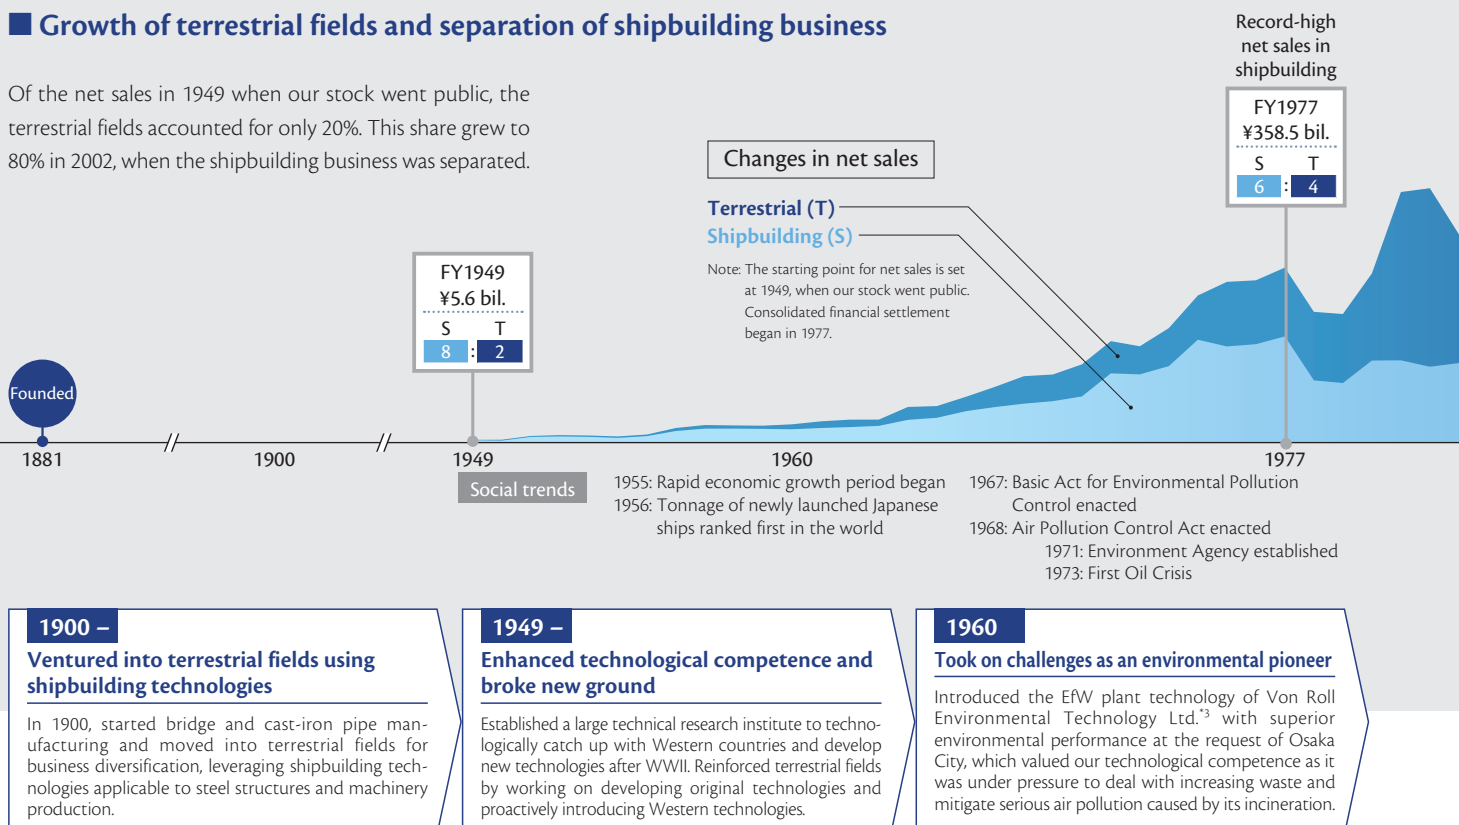 Growth of terrestrial fields and separation of shipbuilding business
Of the net sales in 1949 when our stock went public, the
terrestrial fields accounted for only 20%. This share grew to
80% in 2002, when the shipbuilding business was separated.
Record-high
net sales in
shipbuilding
FY1977
¥358.5 bil.
S T
6 : 4
Changes in net sales
Terrestrial (T)
Shipbuilding (S)
Note: The starting point for net sales is set
at 1949, when our stock went public.
Consolidated financial settlement
began in 1977.
FY1949
¥5.6 bil.
S T
8 : 2
Founded
1881 1900 1949 1960 1977
Social trends
1955: Rapid economic growth period began
1956: Tonnage of newly launched Japanese
ships ranked first in the world
1967: Basic Act for Environmental Pollution
Control enacted
1968: Air Pollution Control Act enacted
1971: Environment Agency established
1973: First Oil Crisis
1900 –
Ventured into terrestrial fields using
shipbuilding technologies
In 1900, started bridge and cast-iron pipe man-
ufacturing and moved into terrestrial fields for
business diversification, leveraging shipbuilding tech-
nologies applicable to steel structures and machinery
production.
1949 –
Enhanced technological competence and
broke new ground
Established a large technical research institute to techno-
logically catch up with Western countries and develop
new technologies after WWII. Reinforced terrestrial fields
by working on developing original technologies and
proactively introducing Western technologies.
1960
Took on challenges as an environmental pioneer
Introduced the EfW plant technology of Von Roll
Environmental Technology Ltd.*3 with superior
environmental performance at the request of Osaka
City, which valued our technological competence as it
was under pressure to deal with increasing waste and
mitigate serious air pollution caused by its incineration.